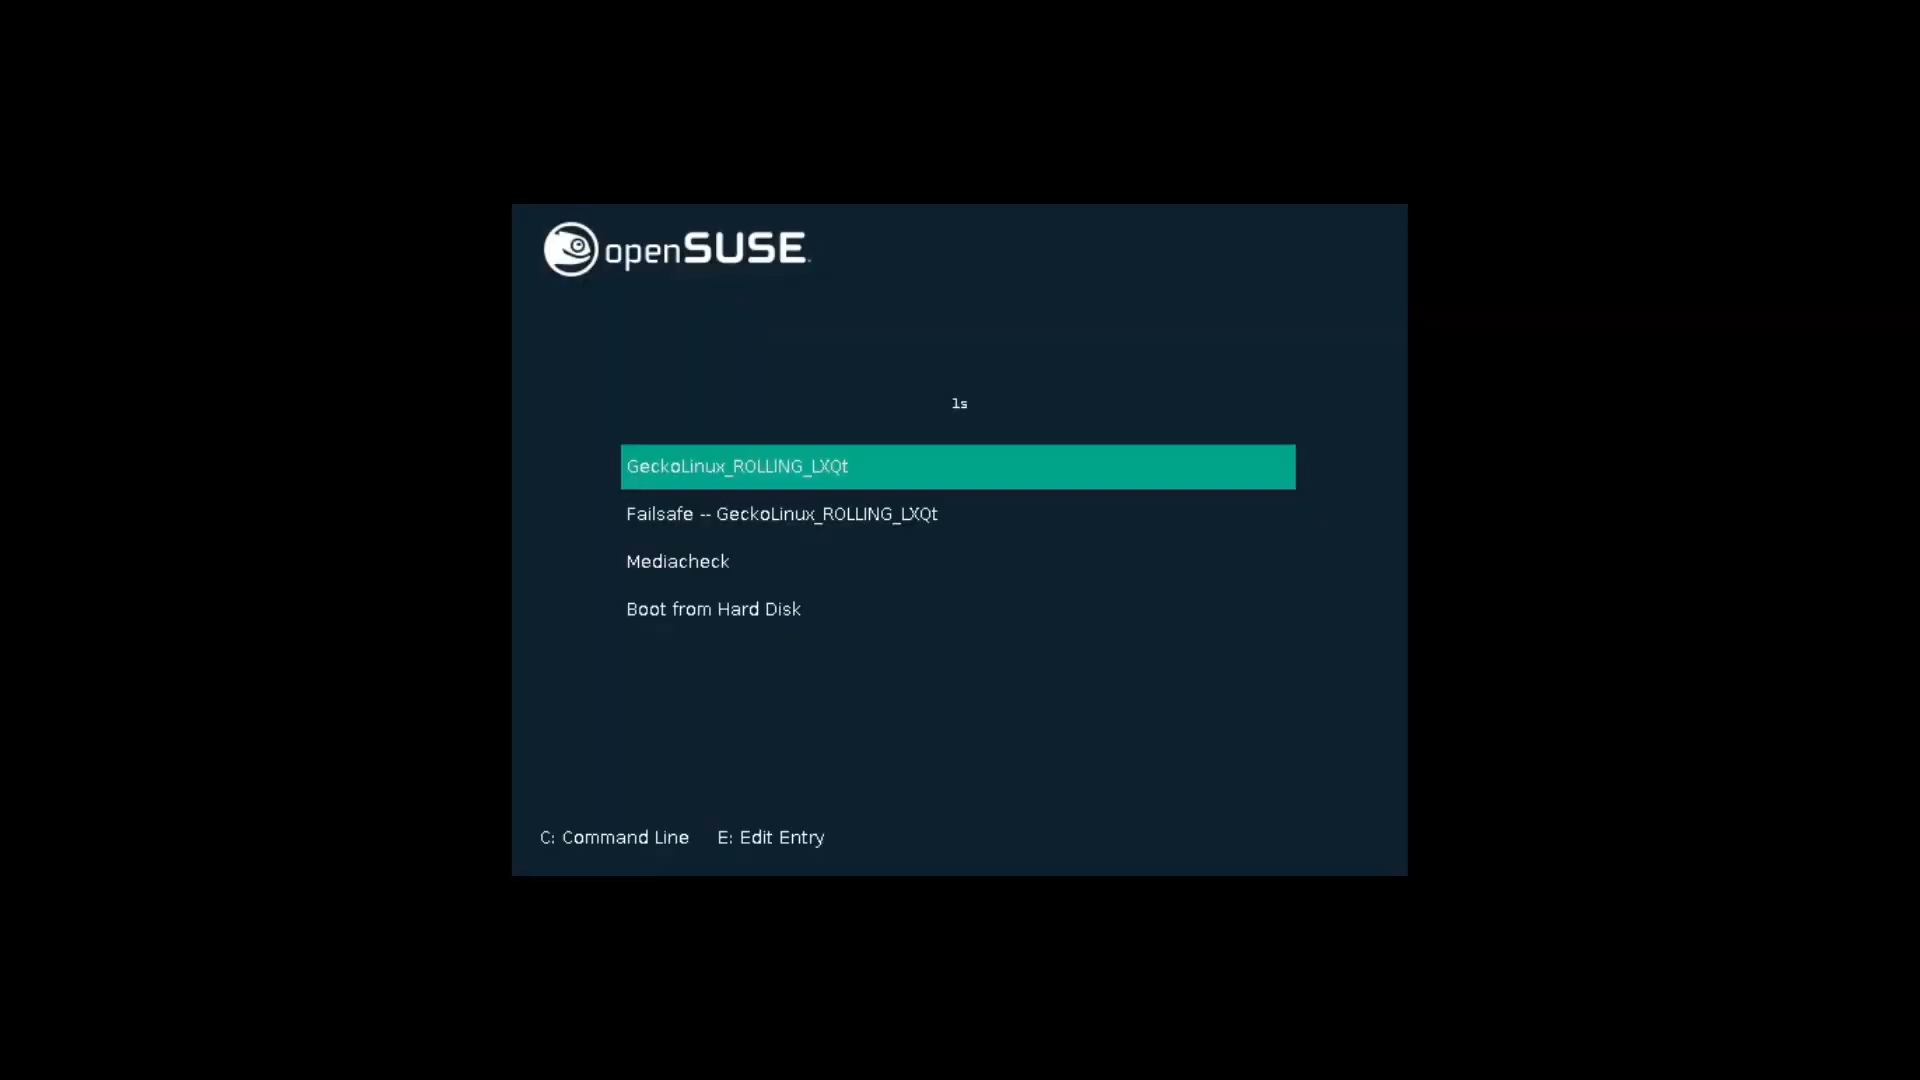 openSUSE.
1s
GeckoLinux_ROLLING_LXQt
Failsafe -- GeckoLinux_ROLLING_LXQt
Mediacheck
Boot from Hard Disk
C: Command Line E: Edit Entry